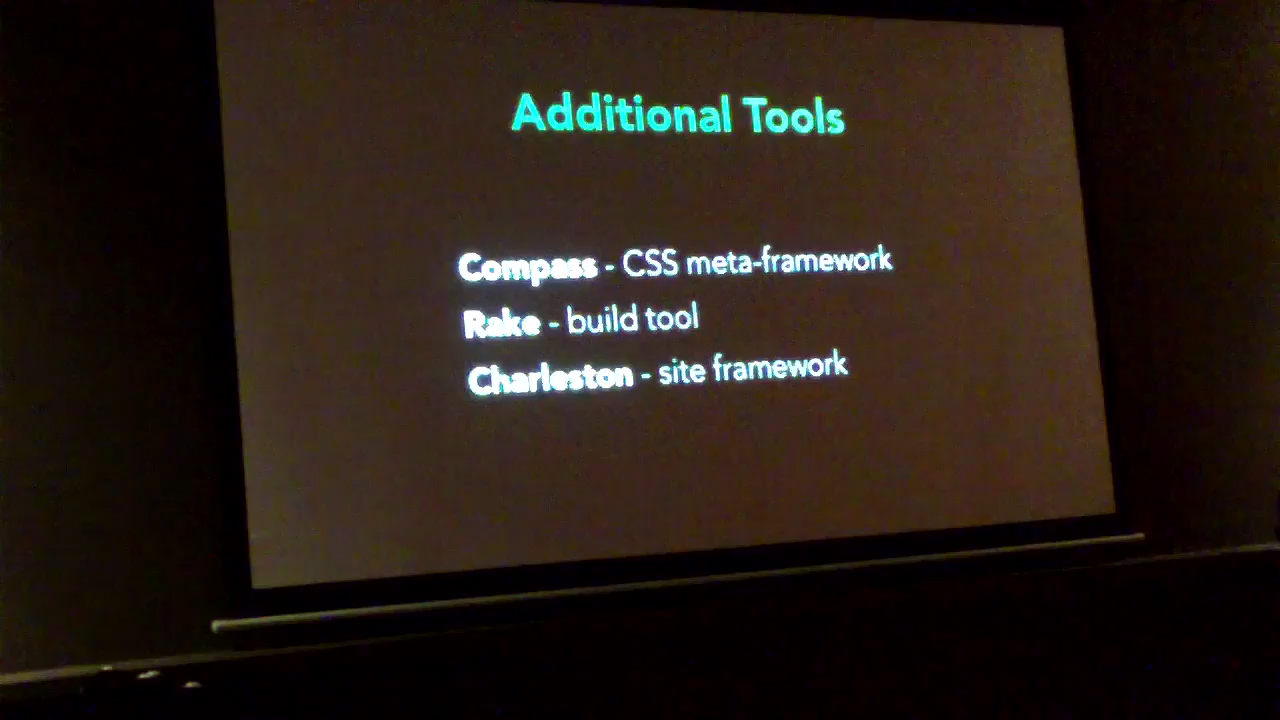 Additional Tools
Compass - CSS meta-framework
Rake - build tool
Charleston - site framework